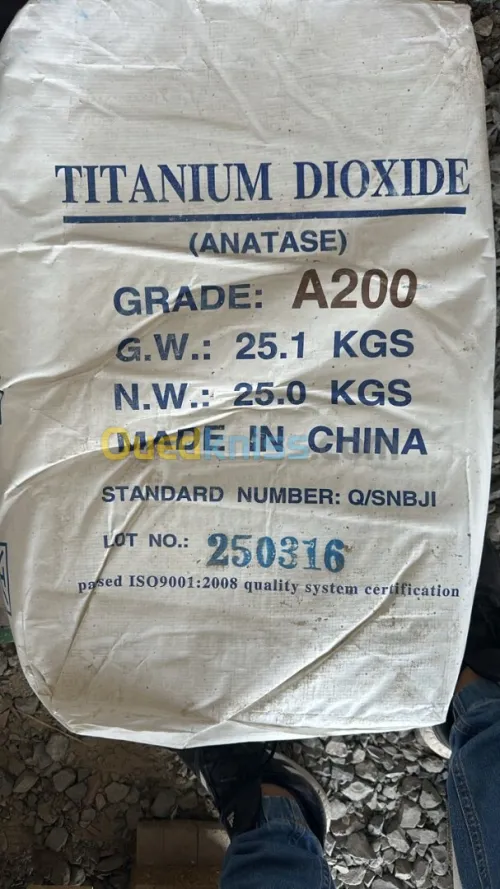 TITANIUM DIOXIDE
(ANATASE)
GRADE: A200
G.W.: 25.1 KGS
N.W.: 25.0 KGS
MADE IN CHINA
Ouedkniss
STANDARD NUMBER: Q/SNBJI
LOT NO.: 250316
pased ISO9001:2008 quality system certification